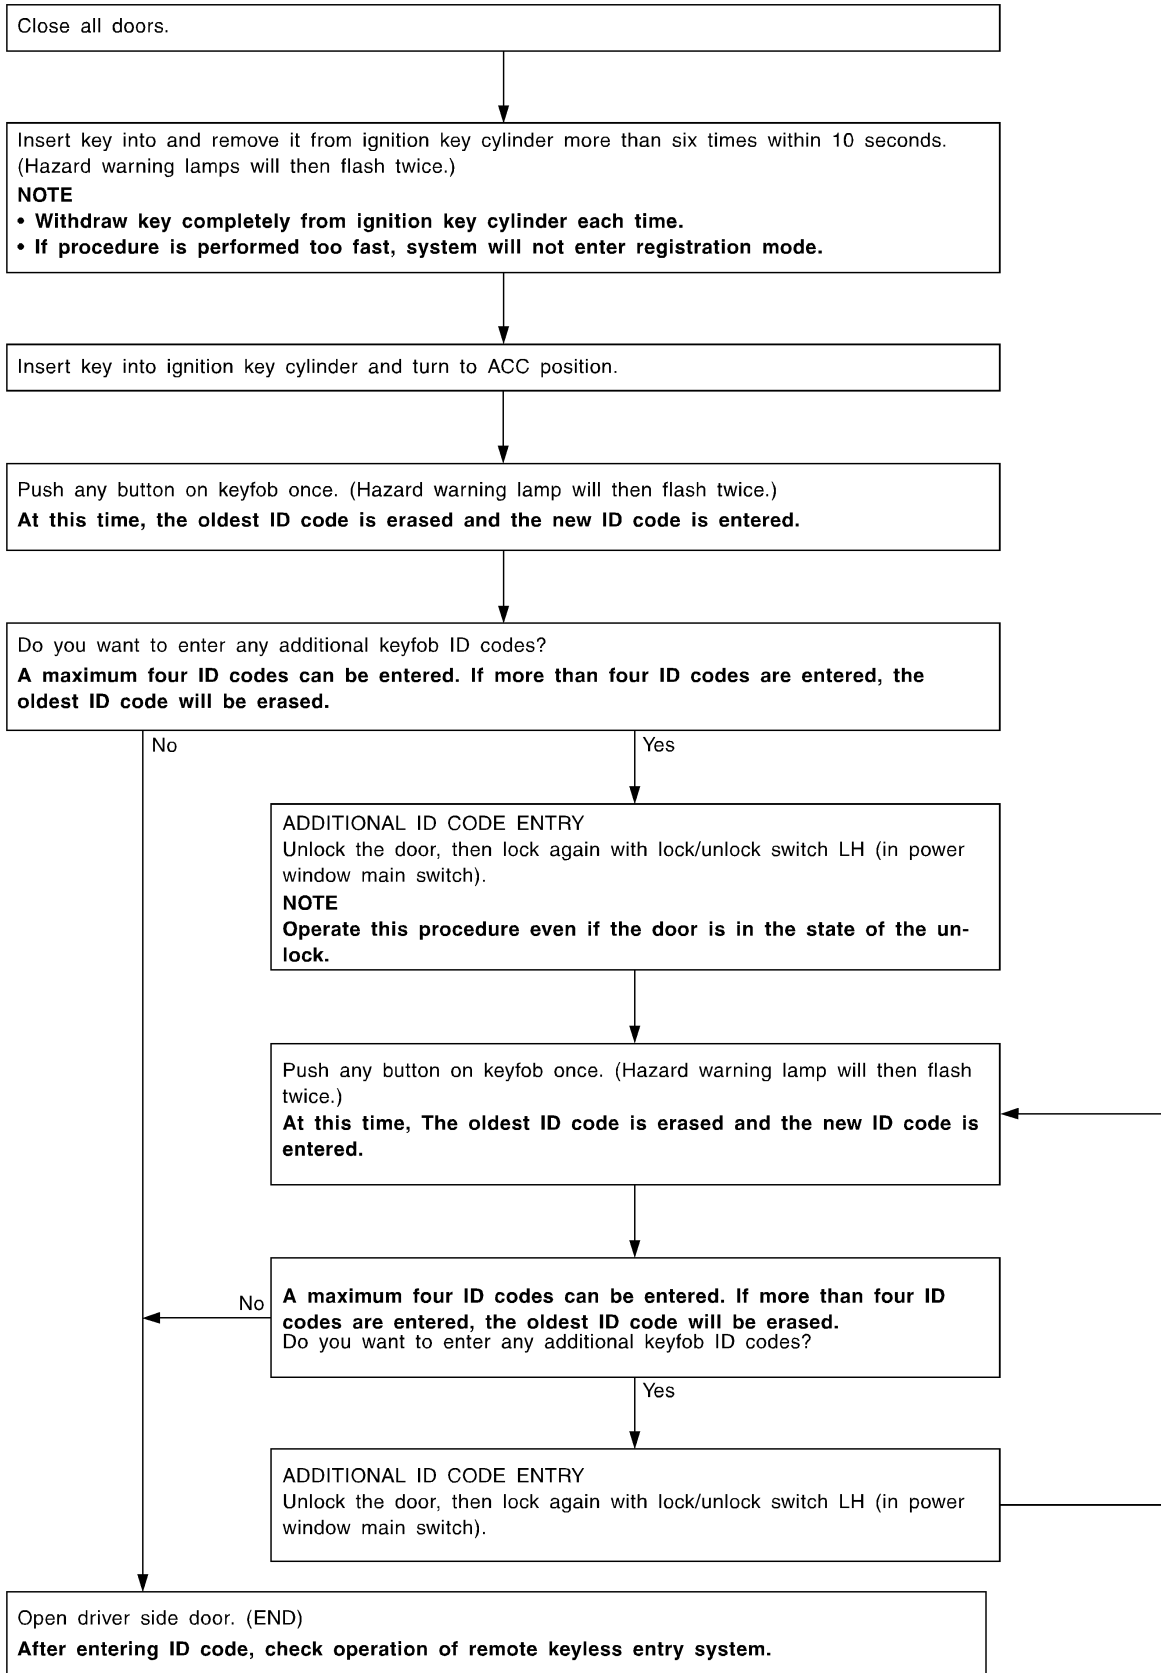 Close all doors.
Insert key into and remove it from ignition key cylinder more than six times within 10 seconds.
(Hazard warning lamps will then flash twice.)
NOTE
• Withdraw key completely from ignition key cylinder each time.
• If procedure is performed too fast, system will not enter registration mode.
Insert key into ignition key cylinder and turn to ACC position.
Push any button on keyfob once. (Hazard warning lamp will then flash twice.)
At this time, the oldest ID code is erased and the new ID code is entered.
Do you want to enter any additional keyfob ID codes?
A maximum four ID codes can be entered. If more than four ID codes are entered, the
oldest ID code will be erased.
No
Yes
ADDITIONAL ID CODE ENTRY
Unlock the door, then lock again with lock/unlock switch LH (in power
window main switch).
NOTE
Operate this procedure even if the door is in the state of the un-
lock.
Push any button on keyfob once. (Hazard warning lamp will then flash
twice.)
At this time, The oldest ID code is erased and the new ID code is
entered.
No
A maximum four ID codes can be entered. If more than four ID
codes are entered, the oldest ID code will be erased.
Do you want to enter any additional keyfob ID codes?
Yes
ADDITIONAL ID CODE ENTRY
Unlock the door, then lock again with lock/unlock switch LH (in power
window main switch).
Open driver side door. (END)
After entering ID code, check operation of remote keyless entry system.